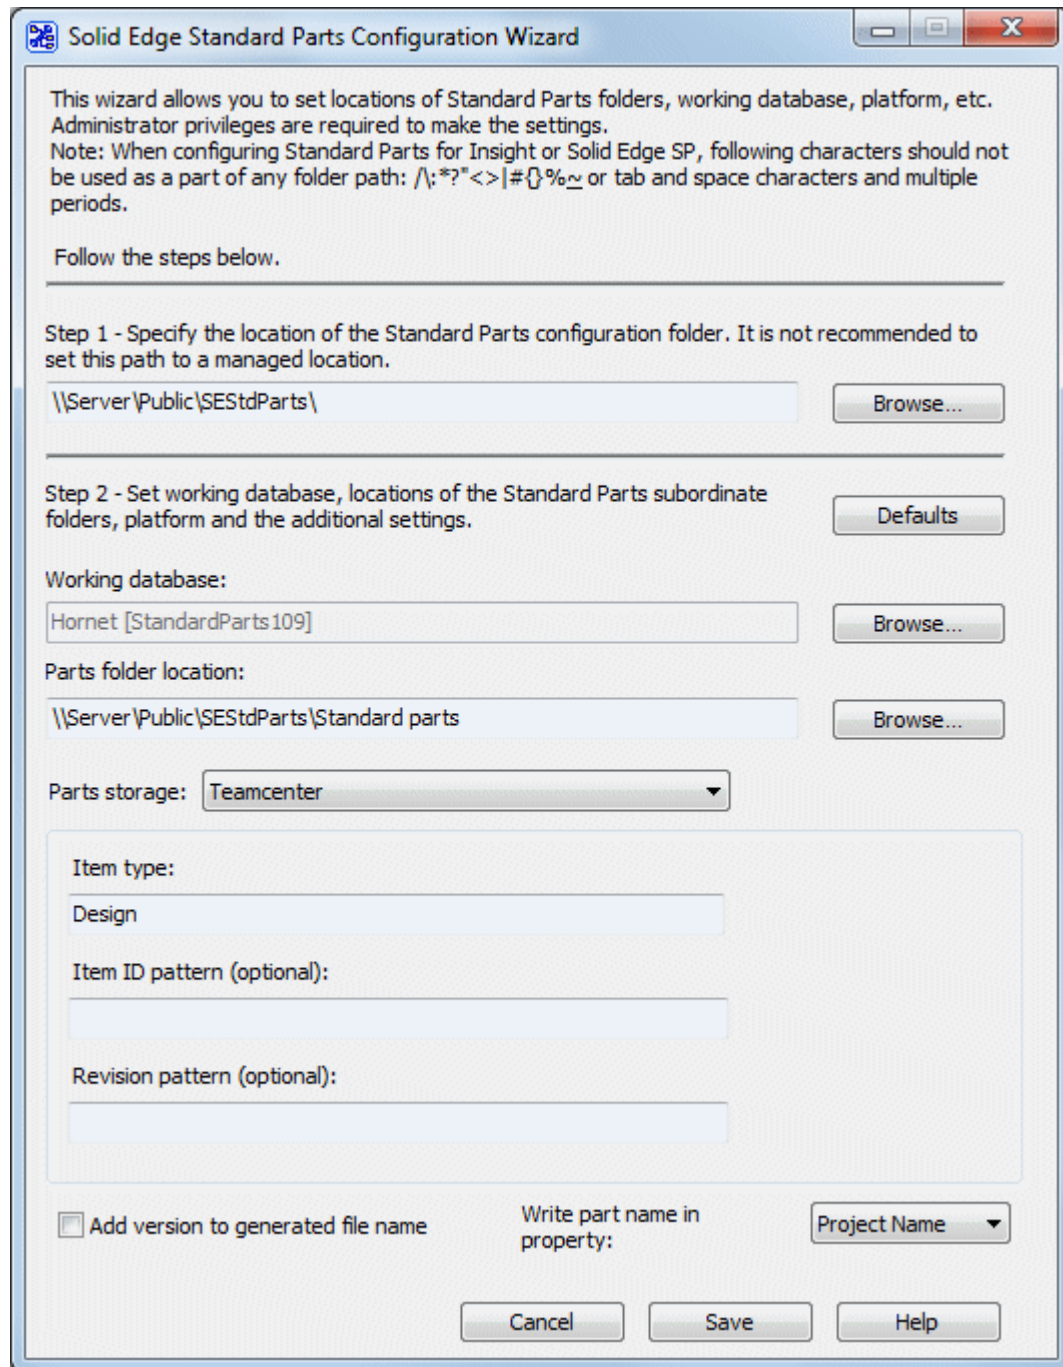 Solid Edge Standard Parts Configuration Wizard
This wizard allows you to set locations of Standard Parts folders, working database, platform, etc.
Administrator privileges are required to make the settings.
Note: When configuring Standard Parts for Insight or Solid Edge SP, following characters should not
be used as a part of any folder path: /\:*?"<>|#{}%~ or tab and space characters and multiple
periods.
Follow the steps below.
Step 1 - Specify the location of the Standard Parts configuration folder. It is not recommended to
set this path to a managed location.
\\Server\Public\SEStdParts\
Browse...
Step 2 - Set working database, locations of the Standard Parts subordinate
folders, platform and the additional settings.
Defaults
Working database:
Hornet [StandardParts109]
Browse...
Parts folder location:
\\Server\Public\SEStdParts\Standard parts
Browse...
Parts storage: Teamcenter
Item type:
Design
Item ID pattern (optional):
Revision pattern (optional):
Add version to generated file name
Write part name in
property:
Project Name
Cancel Save Help